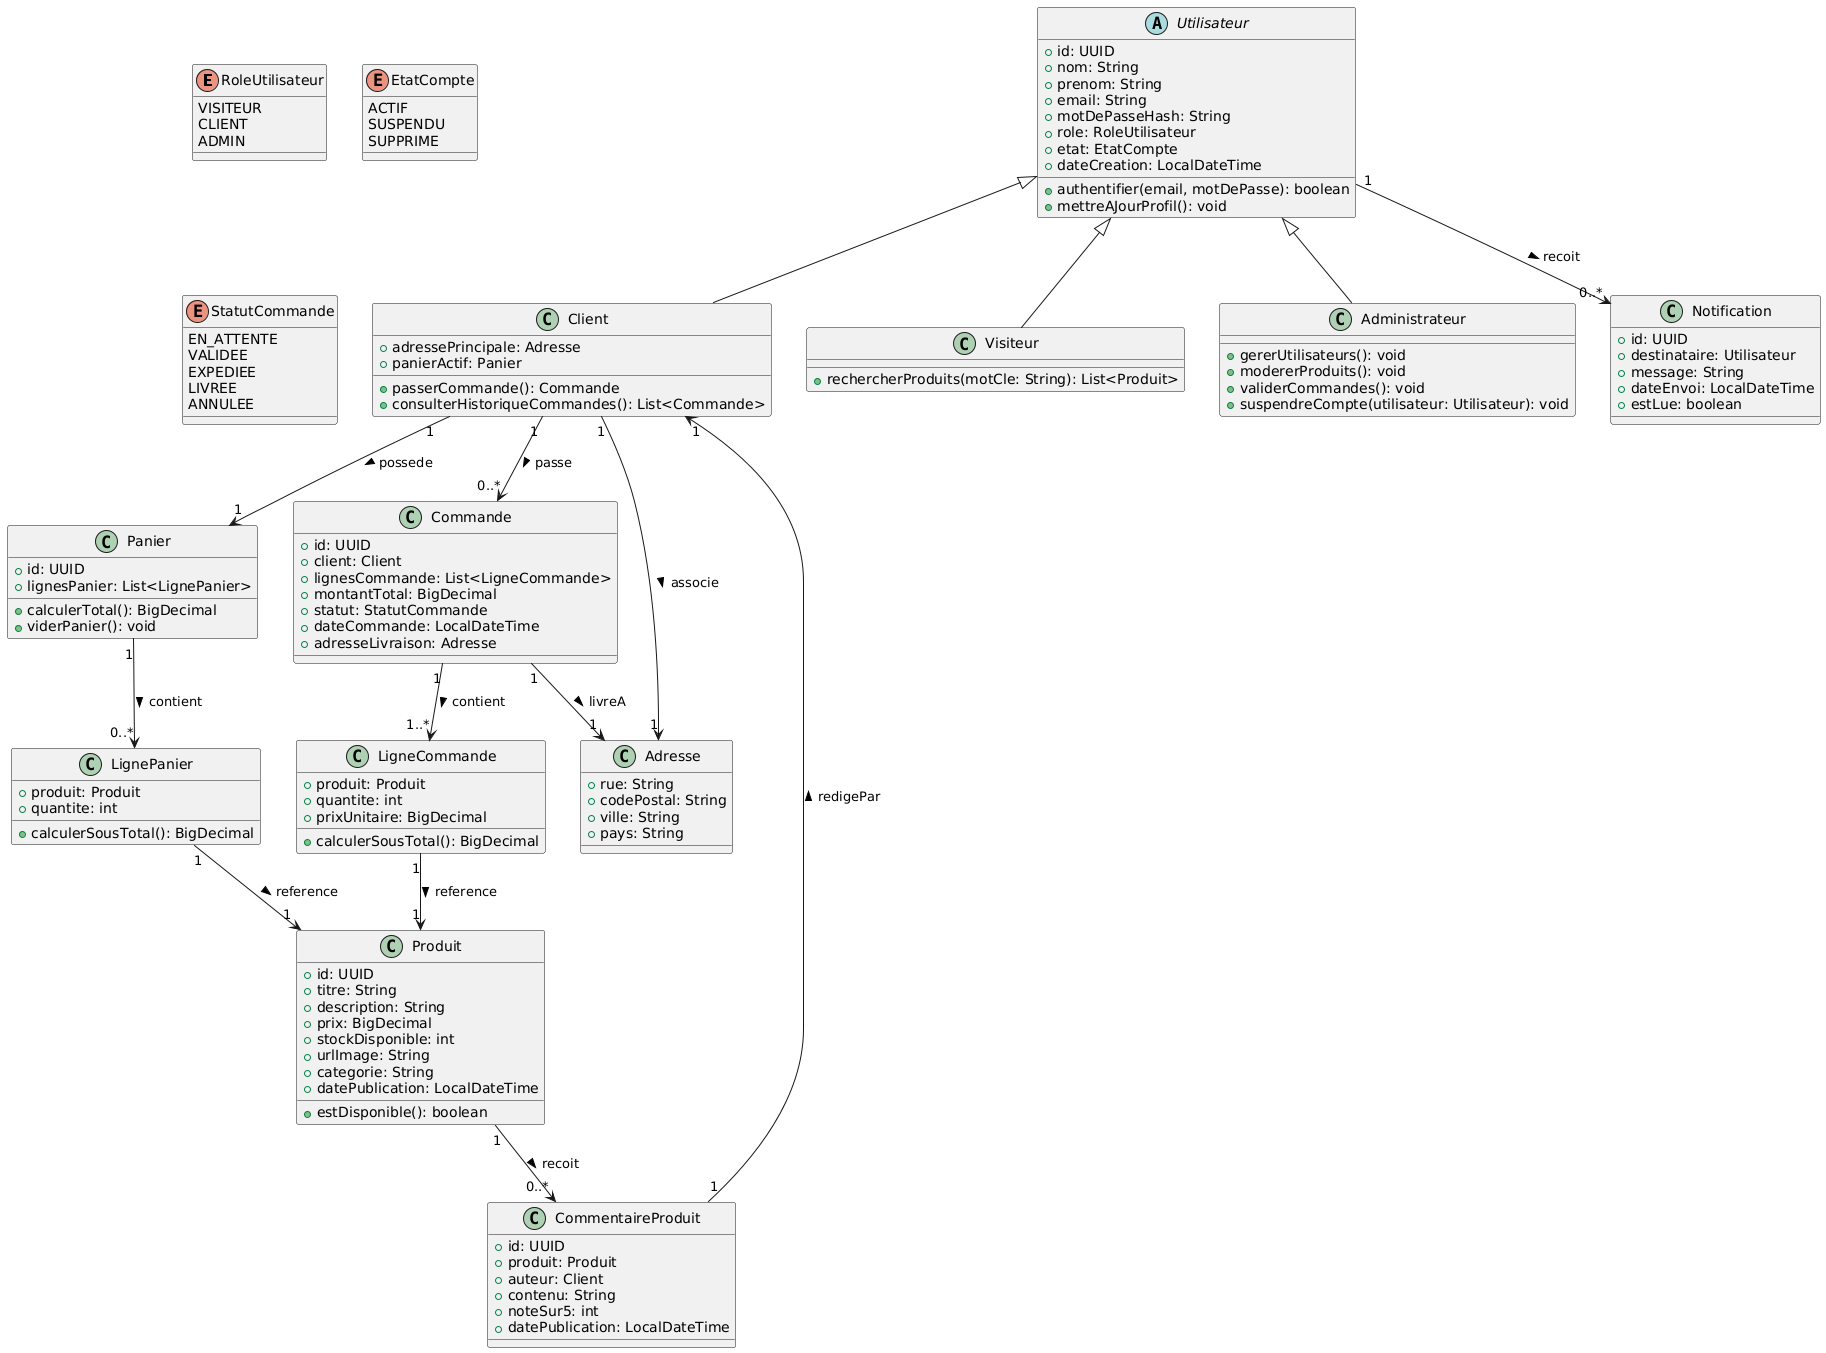 E RoleUtilisateur
VISITEUR
CLIENT
ADMIN
E EtatCompte
ACTIF
SUSPENDU
SUPPRIME
A Utilisateur
id: UUID
nom: String
prenom: String
email: String
motDePasseHash: String
role: RoleUtilisateur
etat: EtatCompte
dateCreation: LocalDateTime
authentifier(email, motDePasse): boolean
mettreAJourProfil(): void
1
recoit
0..*
E StatutCommande
EN_ATTENTE
VALIDEE
EXPEDIEE
LIVREE
ANNULEE
C Client
adressePrincipale: Adresse
panierActif: Panier
passerCommande(): Commande
consulterHistoriqueCommandes(): List<Commande>
C Visiteur
rechercherProduits(motCle: String): List<Produit>
C Administrateur
gererUtilisateurs(): void
modererProduits(): void
validerCommandes(): void
suspendreCompte(utilisateur: Utilisateur): void
C Notification
id: UUID
destinataire: Utilisateur
message: String
dateEnvoi: LocalDateTime
estLue: boolean
1
possede
1
1
passe
0..*
1
associe
1
1
redigePar
1
C Panier
id: UUID
lignesPanier: List<LignePanier>
calculerTotal(): BigDecimal
viderPanier(): void
C Commande
id: UUID
client: Client
lignesCommande: List<LigneCommande>
montantTotal: BigDecimal
statut: StatutCommande
dateCommande: LocalDateTime
adresseLivraison: Adresse
1
contient
0..*
1
contient
1..*
1
livreA
1
C LignePanier
produit: Produit
quantite: int
calculerSousTotal(): BigDecimal
C LigneCommande
produit: Produit
quantite: int
prixUnitaire: BigDecimal
calculerSousTotal(): BigDecimal
C Adresse
rue: String
codePostal: String
ville: String
pays: String
1
reference
1
1
reference
1
C Produit
id: UUID
titre: String
description: String
prix: BigDecimal
stockDisponible: int
urlImage: String
categorie: String
datePublication: LocalDateTime
estDisponible(): boolean
1
recoit
0..*
C CommentaireProduit
id: UUID
produit: Produit
auteur: Client
contenu: String
noteSur5: int
datePublication: LocalDateTime